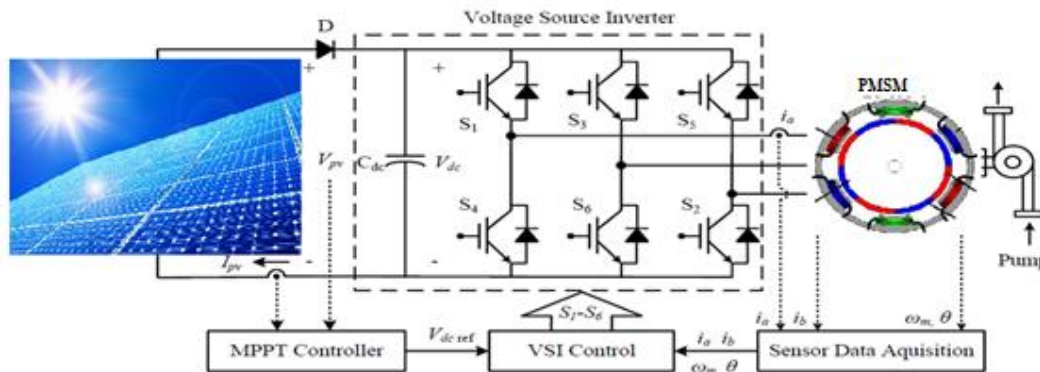 Voltage Source Inverter
D
+
+
PMSM
S1
S3
S5
ia
Vpv
Cdc
Vdc
S4
S6
S2
-
-
Ipv
Pump
S1-S6
ia
ib
ωm, θ
MPPT Controller
Vdc ref
VSI Control
ia ib
ωm, θ
Sensor Data Aquisition